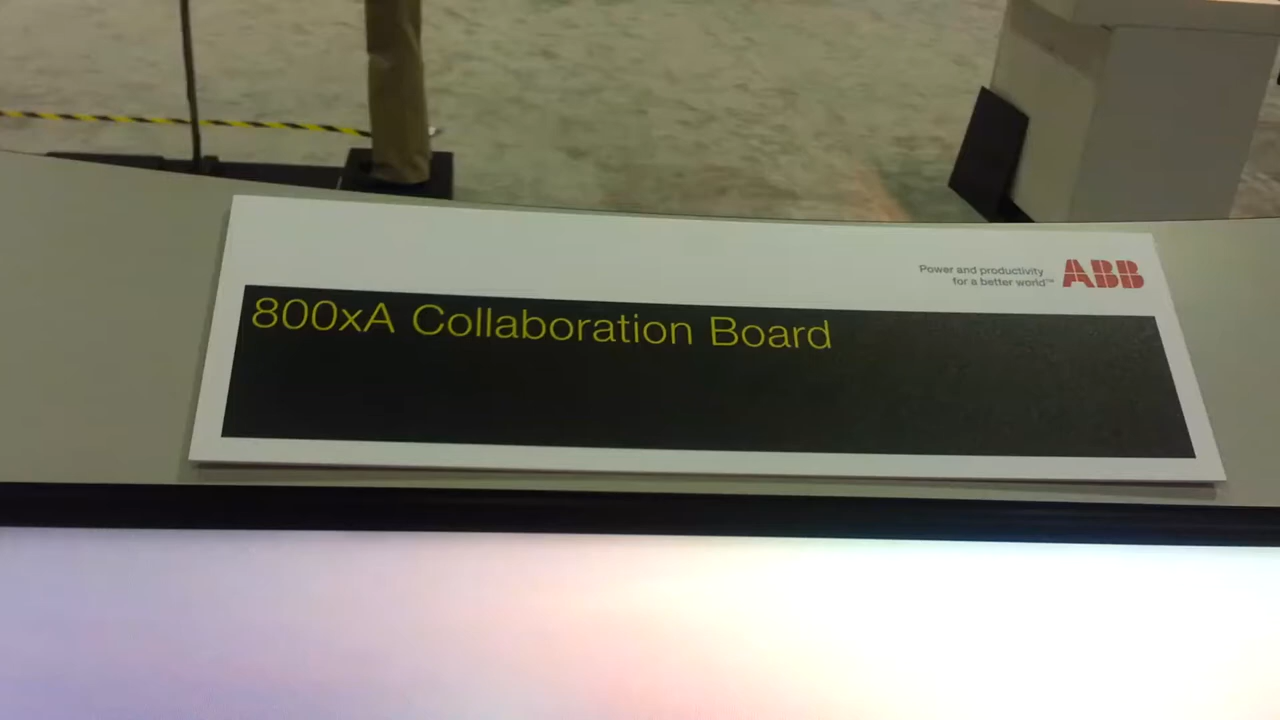 Power and productivity
for a better world™
ABB
800xA Collaboration Board